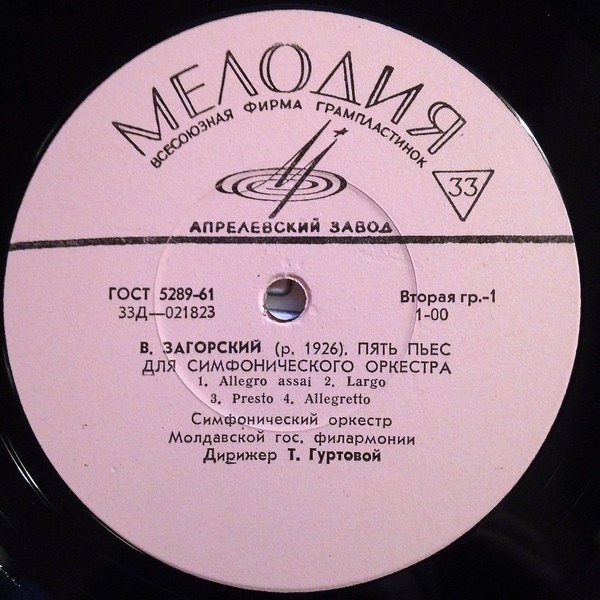 МЕЛОДИЯ
ВСЕСОЮЗНАЯ ФИРМА ГРАМПЛАСТИНОК
33
АПРЕЛЕВСКИЙ ЗАВОД
ГОСТ 5289-61 Вторая гр.-1
33Д—021823 1-00
В. ЗАГОРСКИЙ (р. 1926). ПЯТЬ ПЬЕС
ДЛЯ СИМФОНИЧЕСКОГО ОРКЕСТРА
1. Allegro assai 2. Largo
3. Presto 4. Allegretto
Симфонический оркестр
Молдавской гос. филармонии
Дирижер Т. Гуртовой